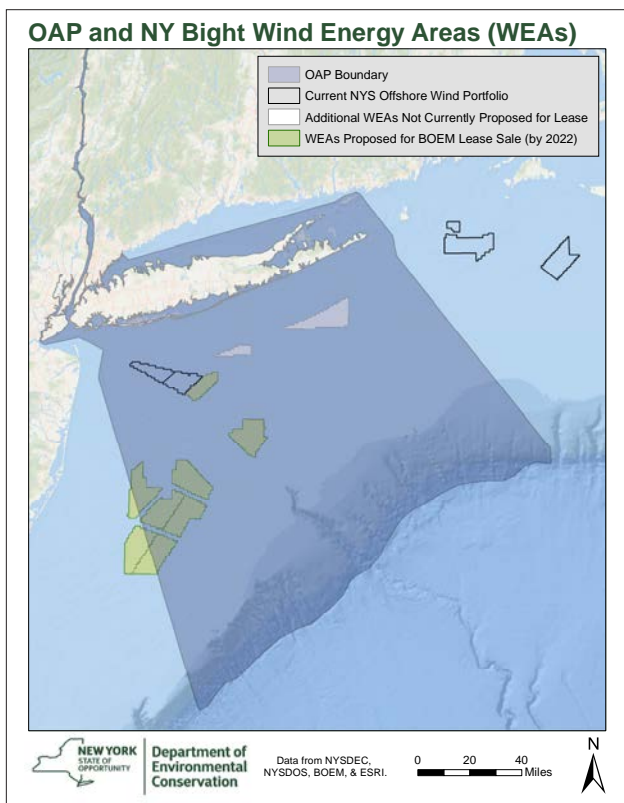 OAP and NY Bight Wind Energy Areas (WEAs)
OAP Boundary
Current NYS Offshore Wind Portfolio
Additional WEAs Not Currently Proposed for Lease
WEAs Proposed for BOEM Lease Sale (by 2022)
NEW YORK
STATE OF
OPPORTUNITY
Department of
Environmental
Conservation
Data from NYSDEC,
NYSDOS, BOEM, & ESRI.
0 20 40
Miles
N